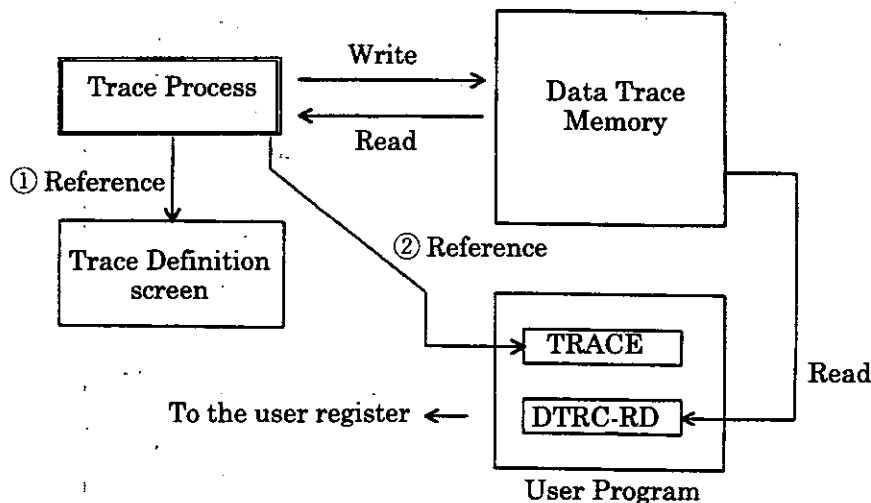 Write
Trace Process
Data Trace
Memory
Read
① Reference
② Reference
Trace Definition
screen
TRACE
Read
To the user register
DTRC-RD
User Program